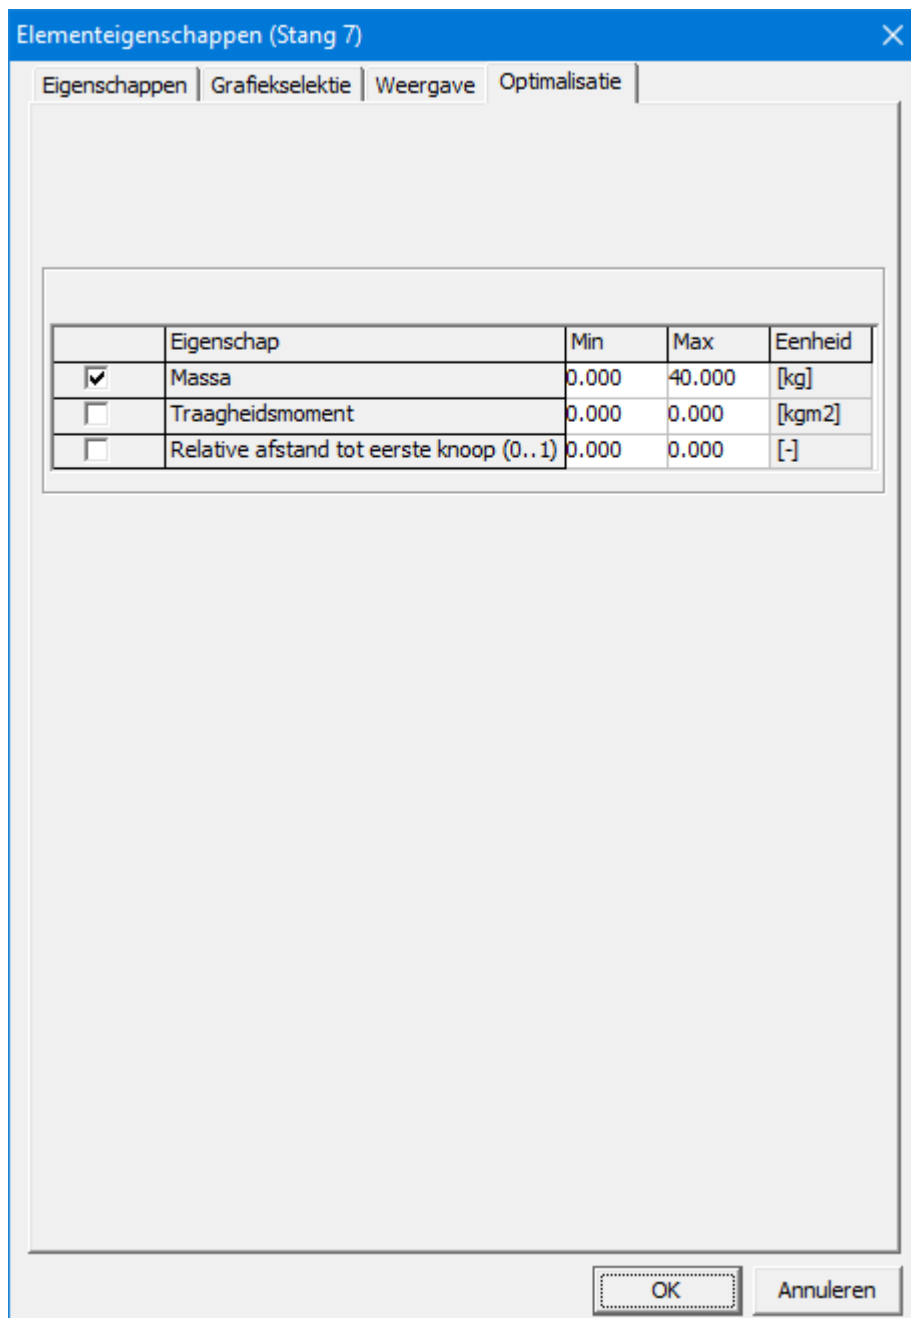 Elementeigenschappen (Stang 7)
Eigenschappen Grafiekselektie Weergave Optimalisatie
Eigenschap Min Max Eenheid
Massa 0.000 40.000 [kg]
Traagheidsmoment 0.000 0.000 [kgm2]
Relative afstand tot eerste knoop (0..1) 0.000 0.000 [-]
OK Annuleren